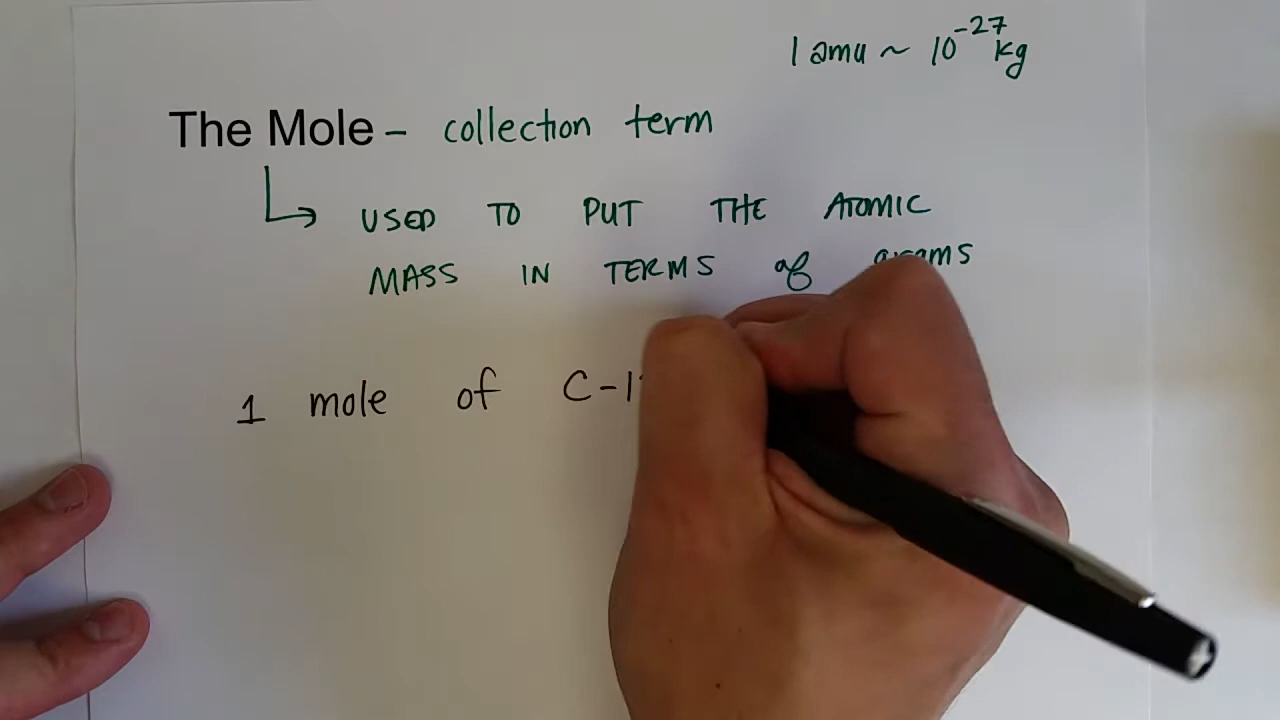 1 amu ~ 10⁻²⁷ kg
The Mole - collection term
USED TO PUT THE ATOMIC
MASS IN TERMS of grams
1 mole of